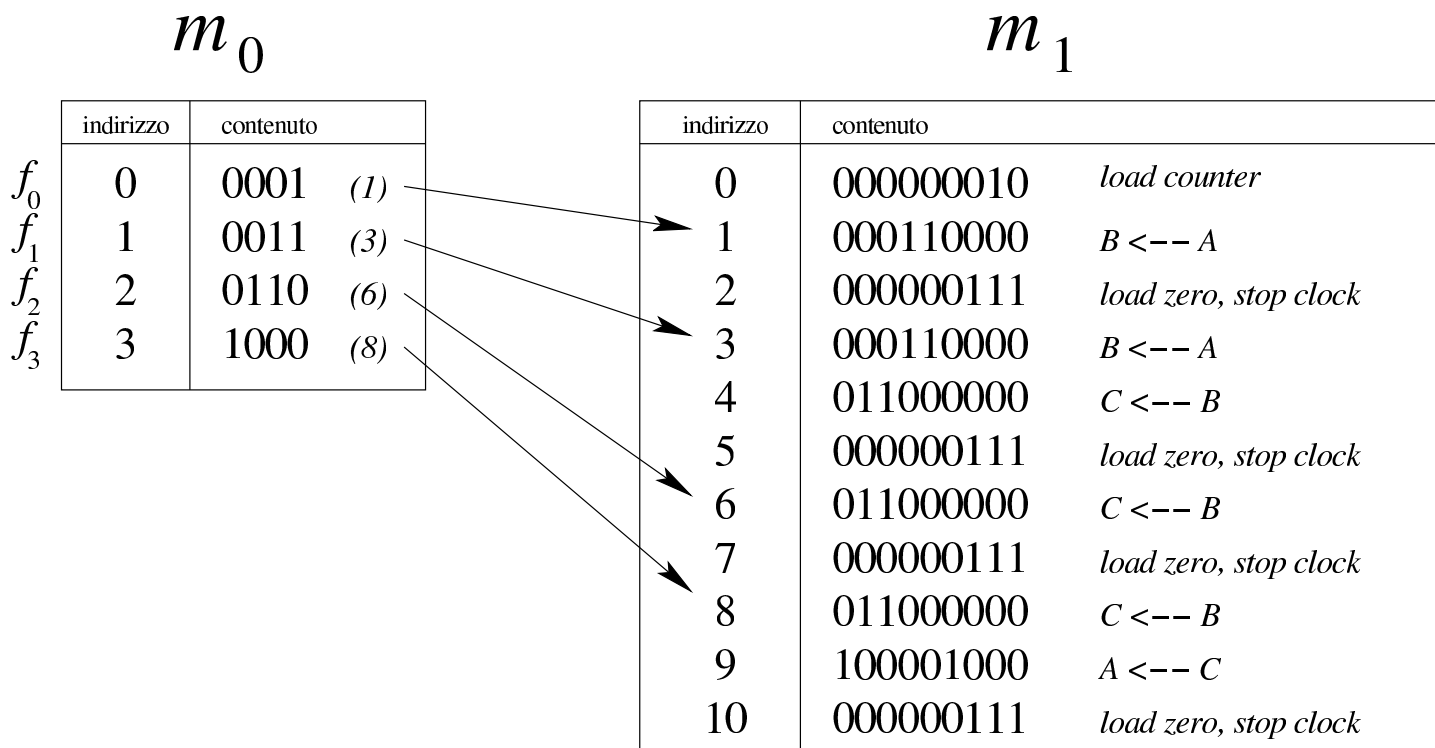 m0 m1
indirizzo contenuto indirizzo contenuto
f0 0 0001 (1) 0 000000010 load counter
f1 1 0011 (3) 1 000110000 B <-- A
f2 2 0110 (6) 2 000000111 load zero, stop clock
f3 3 1000 (8) 3 000110000 B <-- A
4 011000000 C <-- B
5 000000111 load zero, stop clock
6 011000000 C <-- B
7 000000111 load zero, stop clock
8 011000000 C <-- B
9 100001000 A <-- C
10 000000111 load zero, stop clock